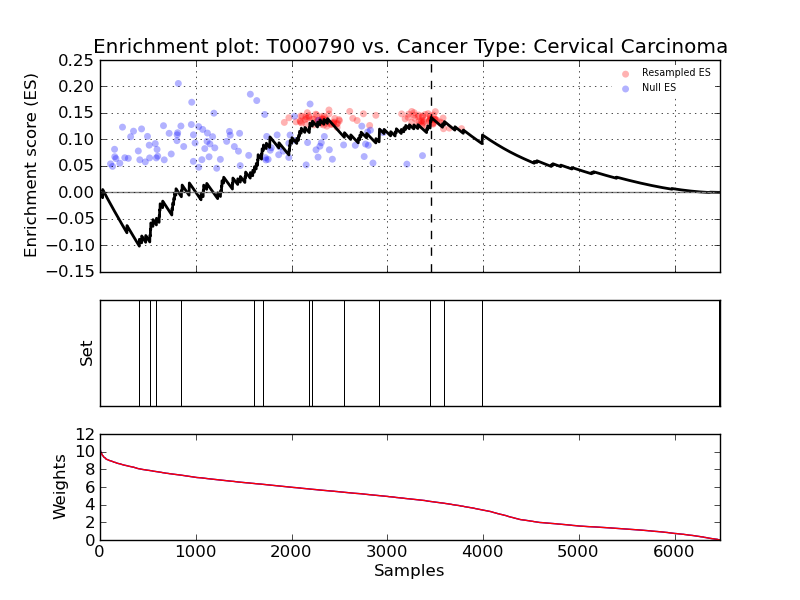 Enrichment plot: T000790 vs. Cancer Type: Cervical Carcinoma
Enrichment score (ES)
0.25
0.20
0.15
0.10
0.05
0.00
−0.05
−0.10
−0.15
Resampled ES
Null ES
Set
Weights
12
10
8
6
4
2
0
0 1000 2000 3000 4000 5000 6000
Samples